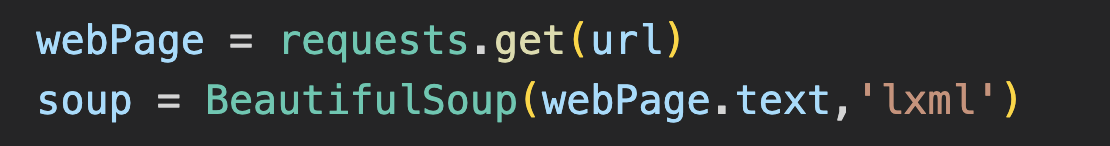 webPage = requests.get(url)
soup = BeautifulSoup(webPage.text,'lxml')